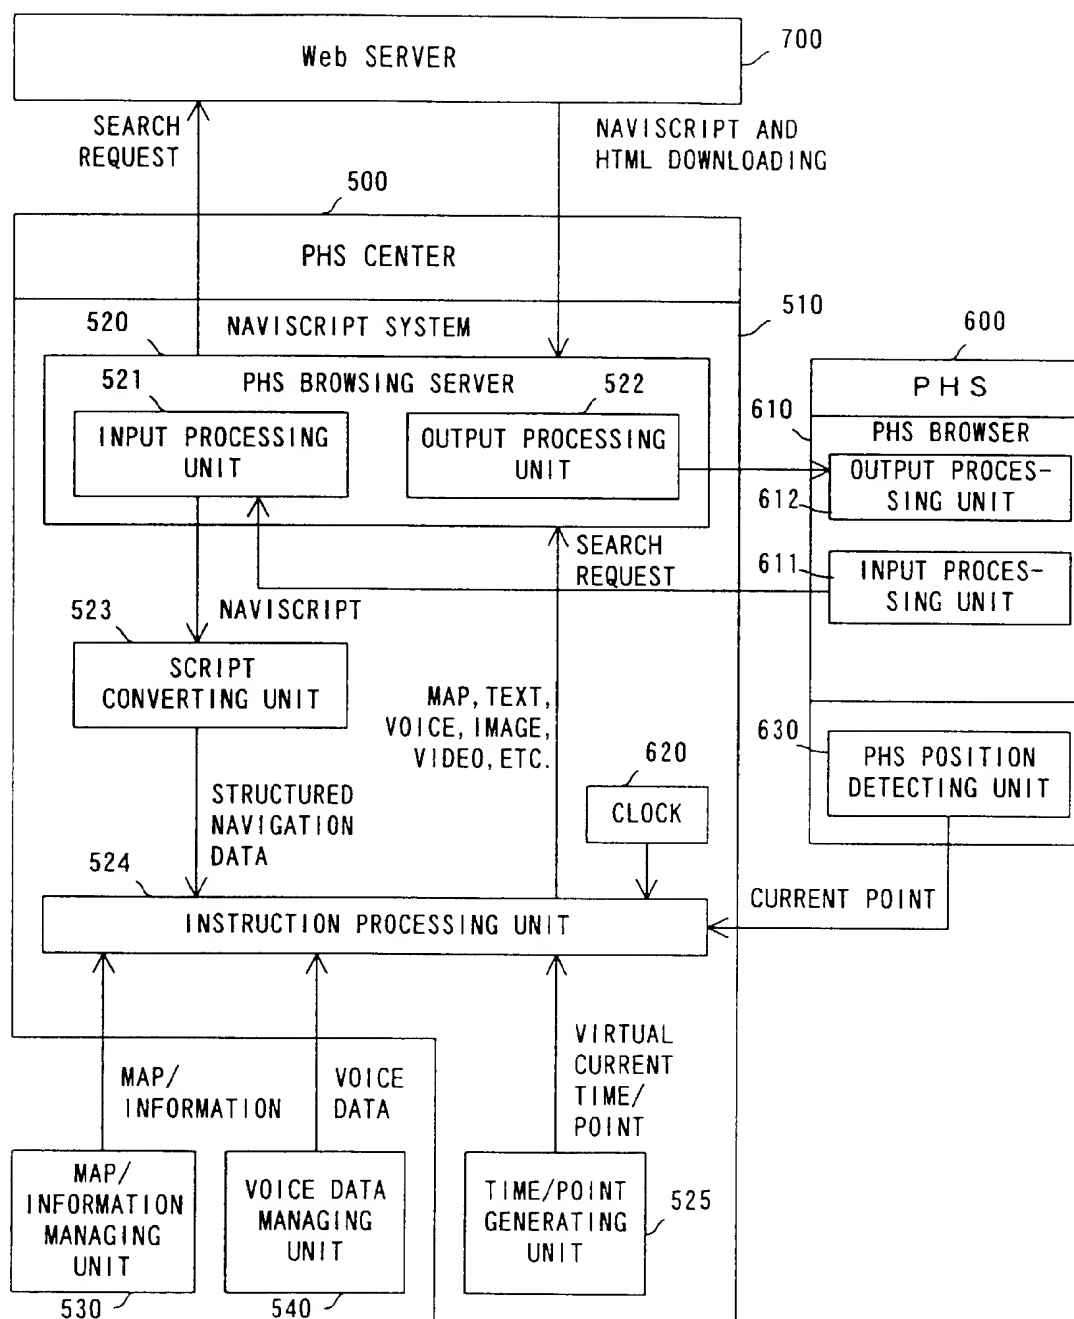 Web SERVER
700
SEARCH
REQUEST
NAVISCRIPT AND
HTML DOWNLOADING
500
PHS CENTER
510
520
NAVISCRIPT SYSTEM
600
PHS BROWSING SERVER
521
522
PHS
610
PHS BROWSER
INPUT PROCESSING
UNIT
OUTPUT PROCESSING
UNIT
OUTPUT PROCES-
SING UNIT
612
SEARCH
REQUEST
611
INPUT PROCES-
SING UNIT
NAVISCRIPT
523
SCRIPT
CONVERTING UNIT
MAP, TEXT,
VOICE, IMAGE,
VIDEO, ETC.
630
PHS POSITION
DETECTING UNIT
620
CLOCK
STRUCTURED
NAVIGATION
DATA
524
INSTRUCTION PROCESSING UNIT
CURRENT POINT
MAP/
INFORMATION
VOICE
DATA
VIRTUAL
CURRENT
TIME/
POINT
MAP/
INFORMATION
MANAGING
UNIT
530
VOICE DATA
MANAGING
UNIT
540
TIME/POINT
GENERATING
UNIT
525